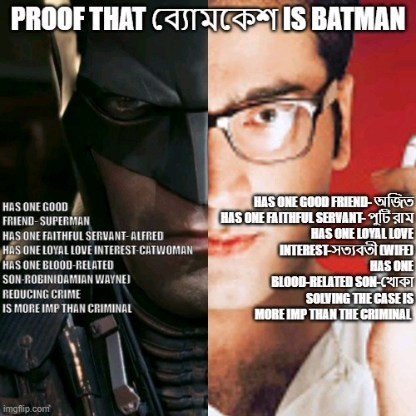 PROOF THAT ব্যোমকেশ IS BATMAN
HAS ONE GOOD
FRIEND-SUPERMAN
HAS ONE FAITHFUL SERVANT- ALFRED
HAS ONE LOYAL LOVE INTEREST-CATWOMAN
HAS ONE BLOOD-RELATED
SON-ROBIN(DAMIAN WAYNE)
REDUCING CRIME
IS MORE IMP THAN CRIMINAL
HAS ONE GOOD FRIEND- অজিত
HAS ONE FAITHFUL SERVANT- পুঁটি রাম
HAS ONE LOYAL LOVE
INTEREST-সত্যবতী (WIFE)
HAS ONE
BLOOD-RELATED SON-খোকা
SOLVING THE CASE IS
MORE IMP THAN THE CRIMINAL
imgflip.com